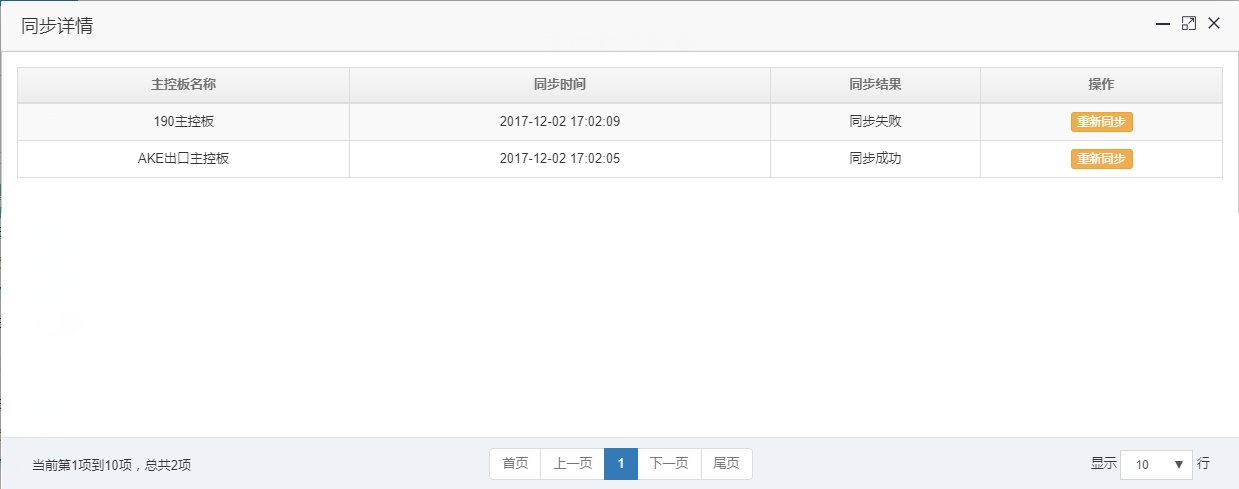 同步详情
主控板名称 同步时间 同步结果 操作
190主控板 2017-12-02 17:02:09 同步失败 重新同步
AKE出口主控板 2017-12-02 17:02:05 同步成功 重新同步
当前第1项到10项，总共2项 首页 上一页 1 下一页 尾页 显示 10 行